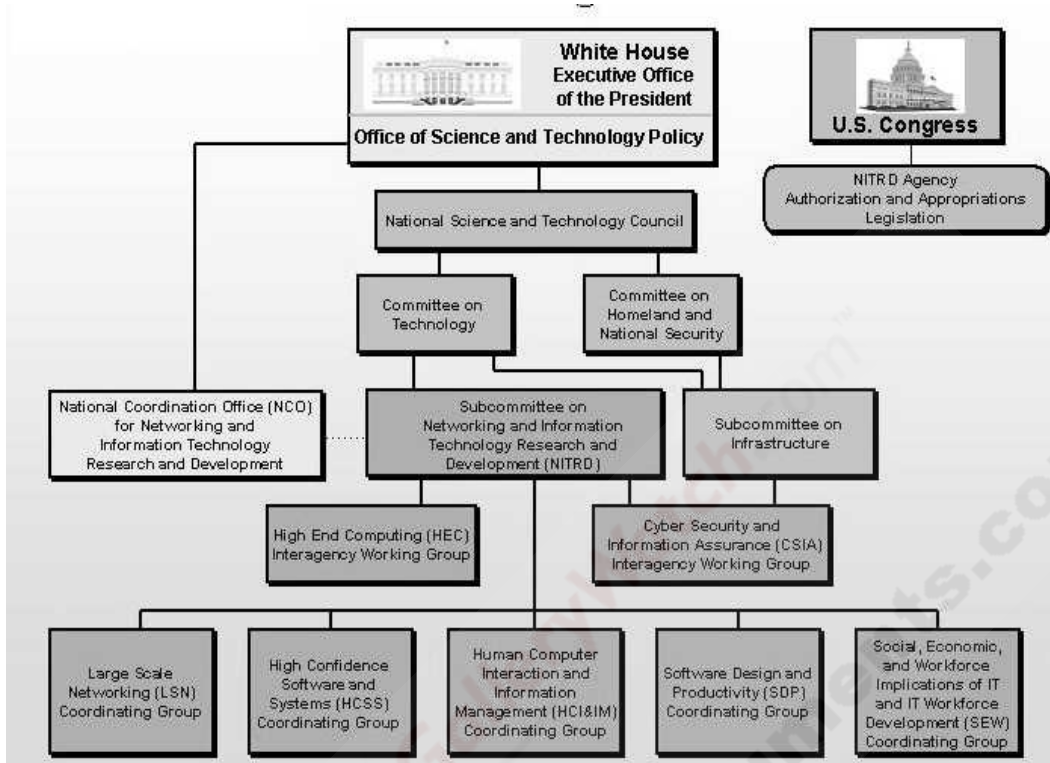 White House
Executive Office
of the President
Office of Science and Technology Policy
U.S. Congress
NITRD Agency
Authorization and Appropriations
Legislation
National Science and Technology Council
Committee on
Technology
Committee on
Homeland and
National Security
National Coordination Office (NCO)
for Networking and
Information Technology
Research and Development
Subcommittee on
Networking and Information
Technology Research and
Development (NITRD)
Subcommittee on
Infrastructure
High End Computing (HEC)
Interagency Working Group
Cyber Security and
Information Assurance (CSIA)
Interagency Working Group
Large Scale
Networking (LSN)
Coordinating Group
High Confidence
Software and
Systems (HCSS)
Coordinating Group
Human Computer
Interaction and
Information
Management (HCI&IM)
Coordinating Group
Software Design and
Productivity (SDP)
Coordinating Group
Social, Economic,
and Workforce
Implications of IT
and IT Workforce
Development (SEW)
Coordinating Group